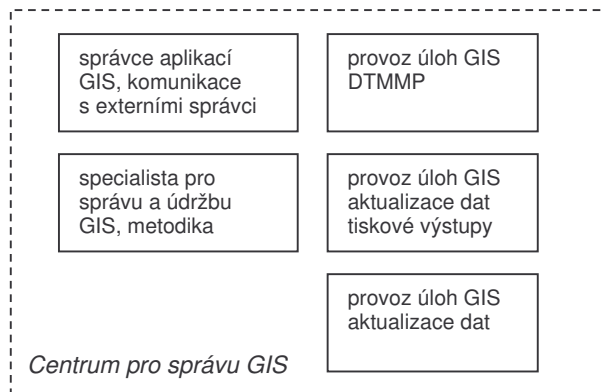 správce aplikací
GIS, komunikace
s externími správci
provoz úloh GIS
DTMMP
specialista pro
správu a údržbu
GIS, metodika
provoz úloh GIS
aktualizace dat
tiskové výstupy
provoz úloh GIS
aktualizace dat
Centrum pro správu GIS